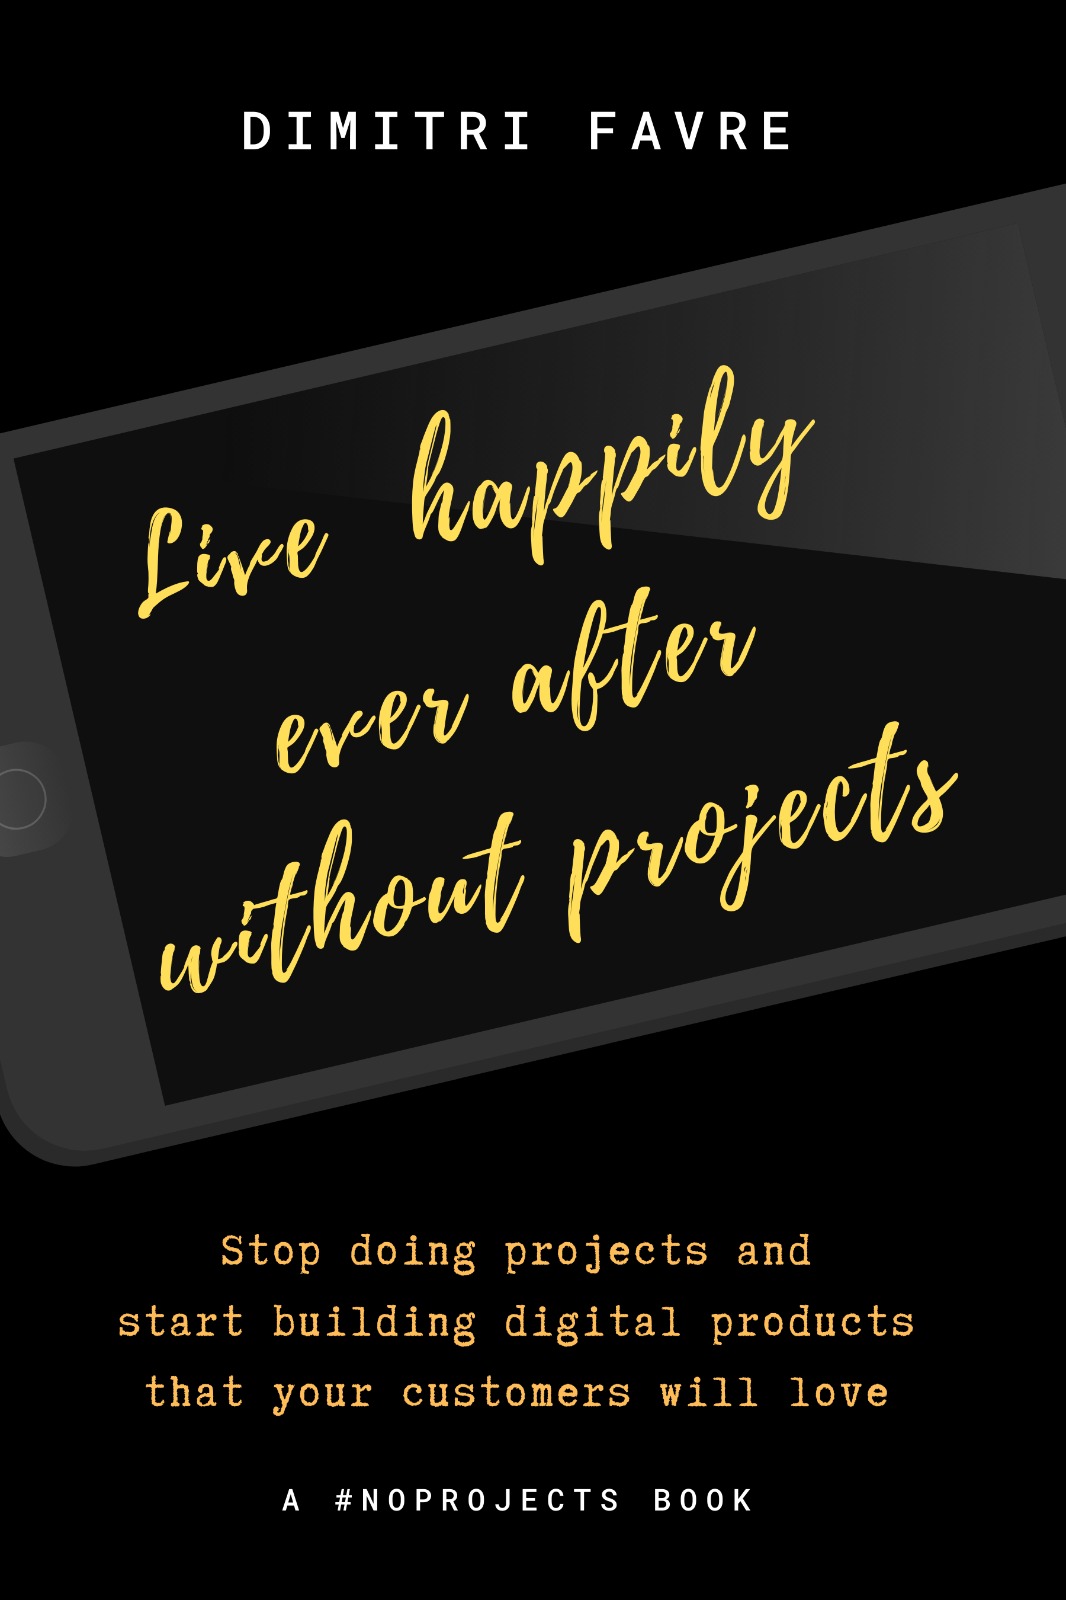 DIMITRI FAVRE
Live happily
ever after
without projects
Stop doing projects and
start building digital products
that your customers will love
A #NOPROJECTS BOOK